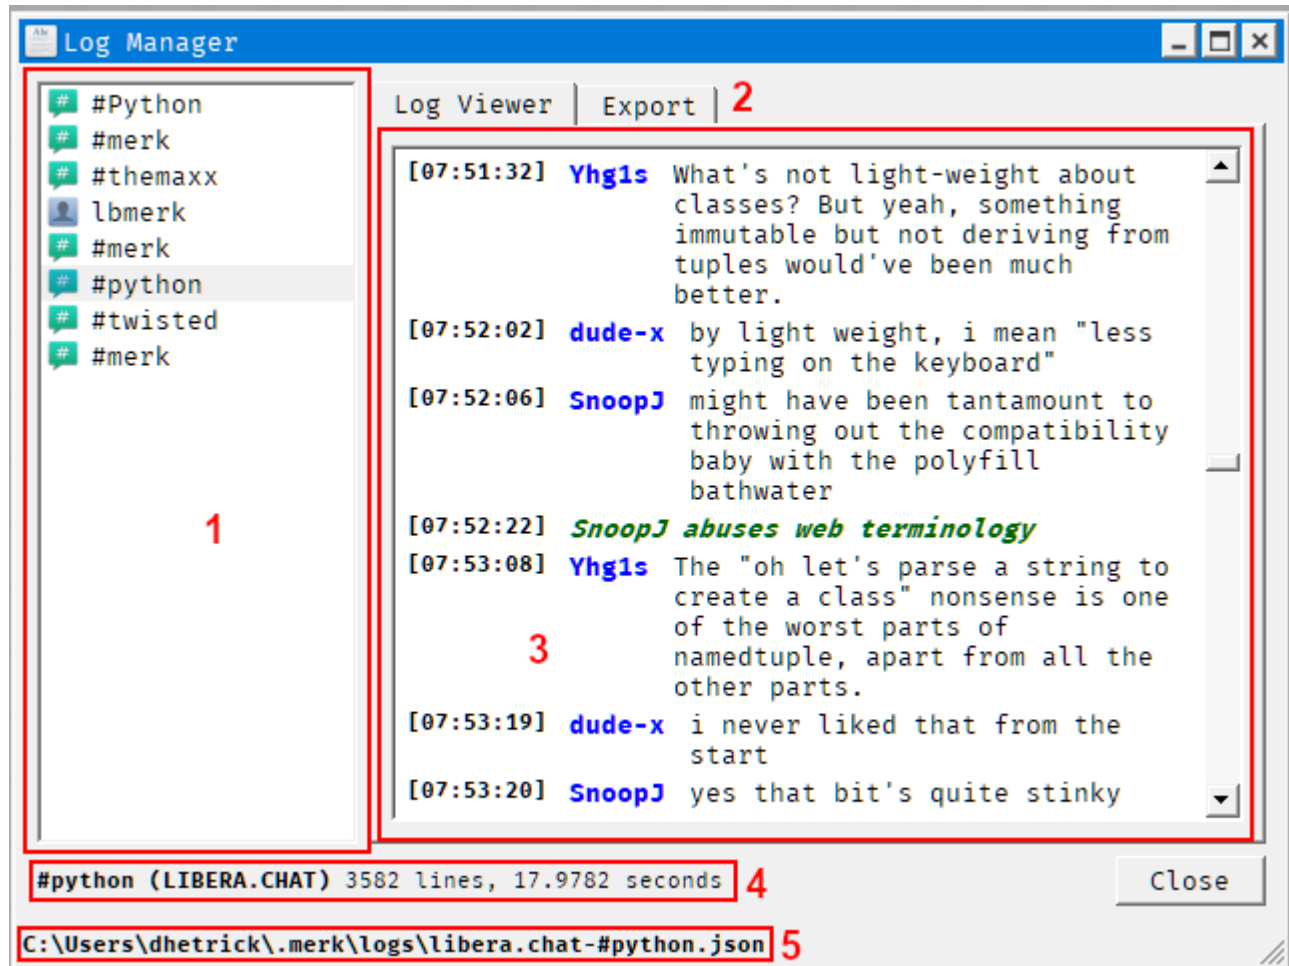 Log Manager
#Python
#merk
#themaxx
lbmerk
#merk
#python
#twisted
#merk
1
Log Viewer
Export
2
[07:51:32] Yhg1s What's not light-weight about
classes? But yeah, something
immutable but not deriving from
tuples would've been much
better.
[07:52:02] dude-x by light weight, i mean "less
typing on the keyboard"
[07:52:06] SnoopJ might have been tantamount to
throwing out the compatibility
baby with the polyfill
bathwater
[07:52:22] SnoopJ abuses web terminology
[07:53:08] Yhg1s The "oh let's parse a string to
create a class" nonsense is one
of the worst parts of
namedtuple, apart from all the
other parts.
3
[07:53:19] dude-x i never liked that from the
start
[07:53:20] SnoopJ yes that bit's quite stinky
#python (LIBERA.CHAT) 3582 lines, 17.9782 seconds
4
Close
C:\Users\dhetrick\.merk\logs\libera.chat-#python.json
5